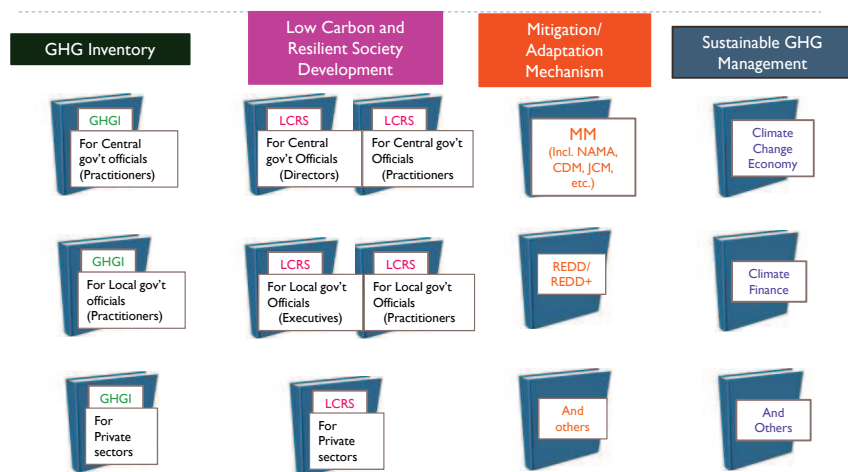 GHG Inventory
Low Carbon and
Resilient Society
Development
Mitigation/
Adaptation
Mechanism
Sustainable GHG
Management
GHGI
For Central
gov't officials
(Practitioners)
LCRS
For Central
gov't Officials
(Directors)
LCRS
For Central gov't
Officials
(Practitioners
MM
(Incl. NAMA,
CDM, JCM,
etc.)
Climate
Change
Economy
GHGI
For Local gov't
officials
(Practitioners)
LCRS
For Local gov't
Officials
(Executives)
LCRS
For Local gov't
Officials
(Practitioners
REDD/
REDD+
Climate
Finance
GHGI
For
Private
sectors
LCRS
For
Private
sectors
And
others
And
Others